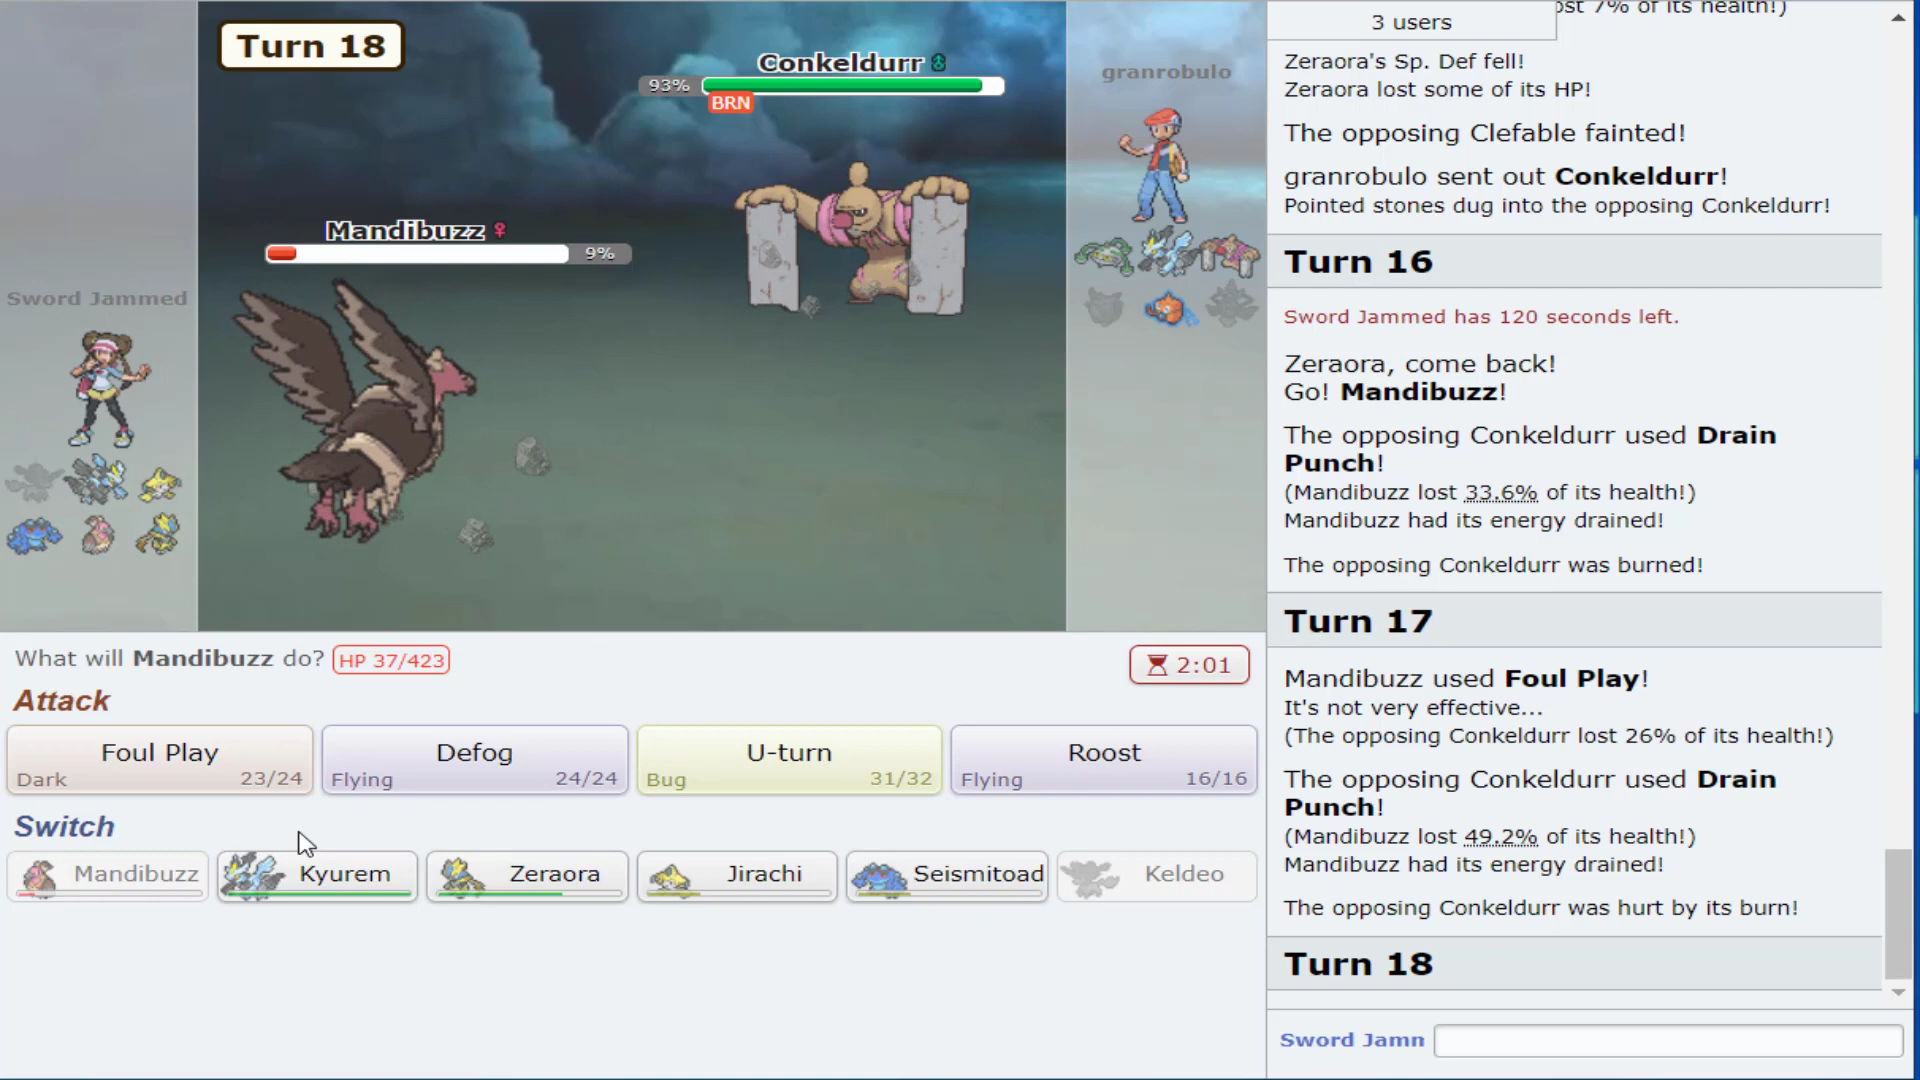 Turn 18
Conkeldurr
93%
BRN
Mandibuzz
9%
Sword Jammed
granrobulo
What will Mandibuzz do? HP 37/423
2:01
Attack
Foul Play
Dark 23/24
Defog
Flying 24/24
U-turn
Bug 31/32
Roost
Flying 16/16
Switch
Mandibuzz
Kyurem
Zeraora
Jirachi
Seismitoad
Keldeo
3 users
ost 7% of its health!)
Zeraora's Sp. Def fell!
Zeraora lost some of its HP!
The opposing Clefable fainted!
granrobulo sent out Conkeldurr!
Pointed stones dug into the opposing Conkeldurr!
Turn 16
Sword Jammed has 120 seconds left.
Zeraora, come back!
Go! Mandibuzz!
The opposing Conkeldurr used Drain
Punch!
(Mandibuzz lost 33.6% of its health!)
Mandibuzz had its energy drained!
The opposing Conkeldurr was burned!
Turn 17
Mandibuzz used Foul Play!
It's not very effective...
(The opposing Conkeldurr lost 26% of its health!)
The opposing Conkeldurr used Drain
Punch!
(Mandibuzz lost 49.2% of its health!)
Mandibuzz had its energy drained!
The opposing Conkeldurr was hurt by its burn!
Turn 18
Sword Jamn